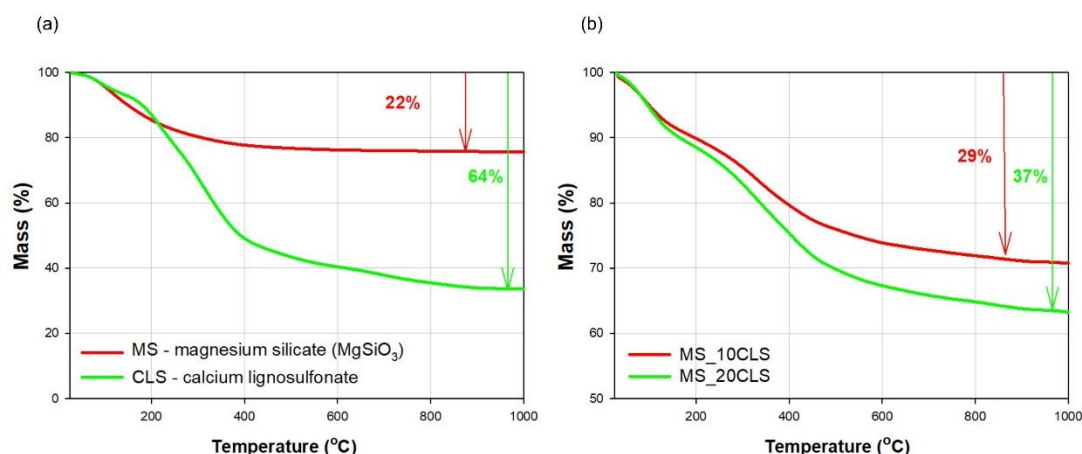 (a)
100
80
60
40
20
0
Mass (%)
22%
64%
MS - magnesium silicate (MgSiO₃)
CLS - calcium lignosulfonate
200
400
600
800
1000
Temperature (°C)
(b)
100
90
80
70
60
50
Mass (%)
29%
37%
MS_10CLS
MS_20CLS
200
400
600
800
1000
Temperature (°C)